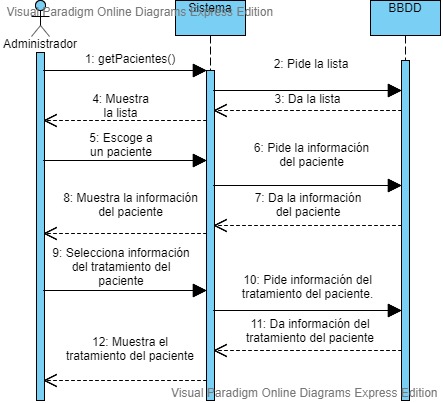 Visual Paradigm Online Diagrams Express Edition
Sistema
BBDD
Administrador
1: getPacientes()
2: Pide la lista
3: Da la lista
4: Muestra
la lista
5: Escoge a
un paciente
6: Pide la información
del paciente
7: Da la información
del paciente
8: Muestra la información
del paciente
9: Selecciona información
del tratamiento del
paciente
10: Pide información del
tratamiento del paciente.
11: Da información del
tratamiento del paciente
12: Muestra el
tratamiento del paciente
Visual Paradigm Online Diagrams Express Edition